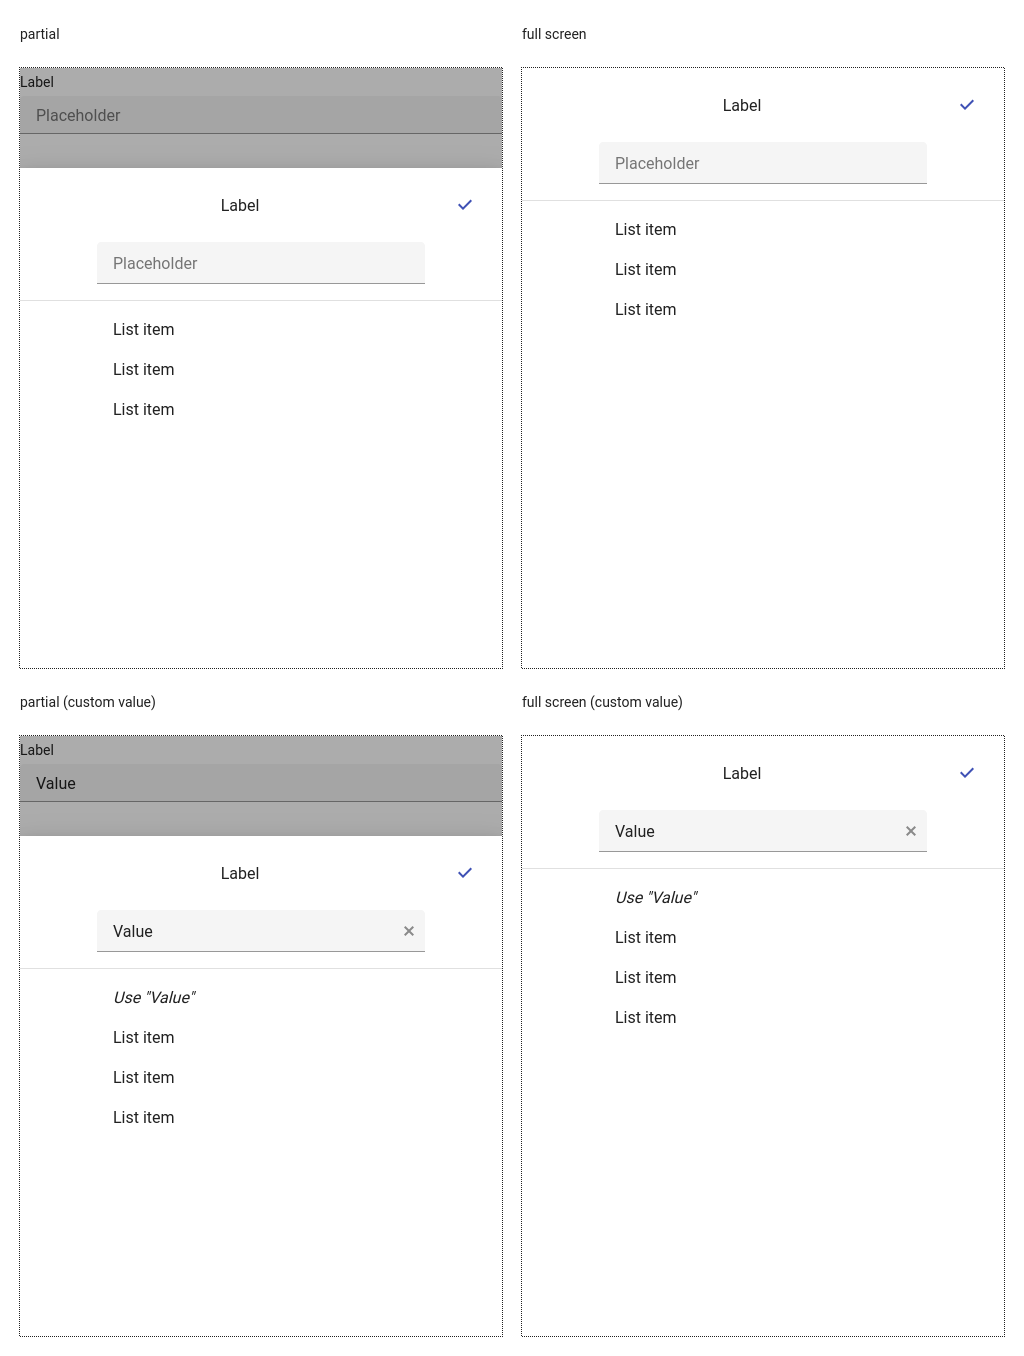 partial
Label
Placeholder
Label
Placeholder
List item
List item
List item
full screen
Label
Placeholder
List item
List item
List item
partial (custom value)
Label
Value
Label
Value
Use "Value"
List item
List item
List item
full screen (custom value)
Label
Value
Use "Value"
List item
List item
List item